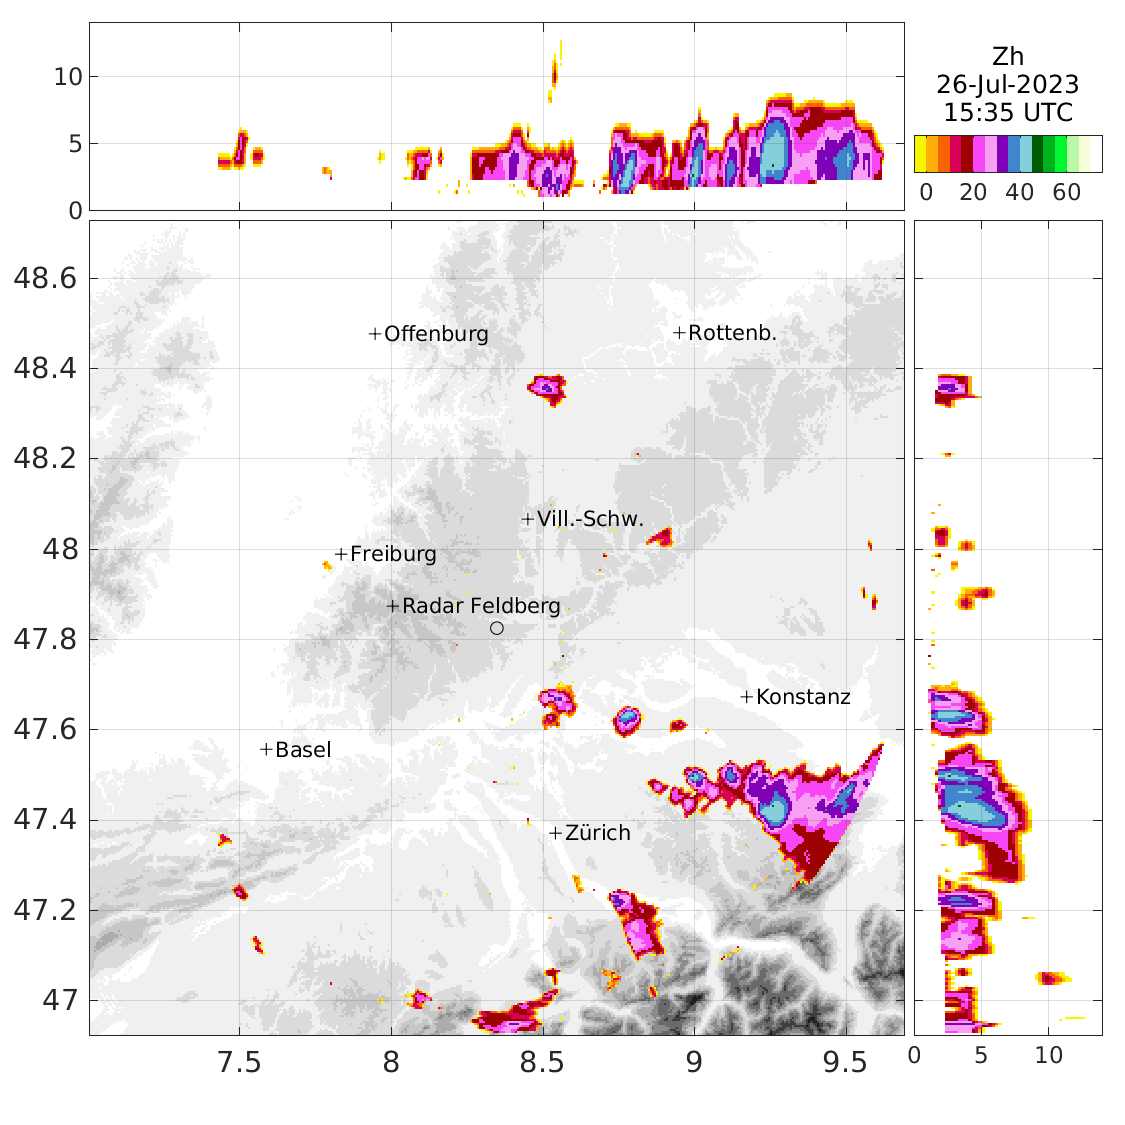 10
5
0
Zh
26-Jul-2023
15:35 UTC
0 20 40 60
48.6
48.4
48.2
48
47.8
47.6
47.4
47.2
47
Offenburg
Rottenb.
Vill.-Schw.
Freiburg
Radar Feldberg
Konstanz
Basel
Zürich
7.5 8 8.5 9 9.5
0 5 10